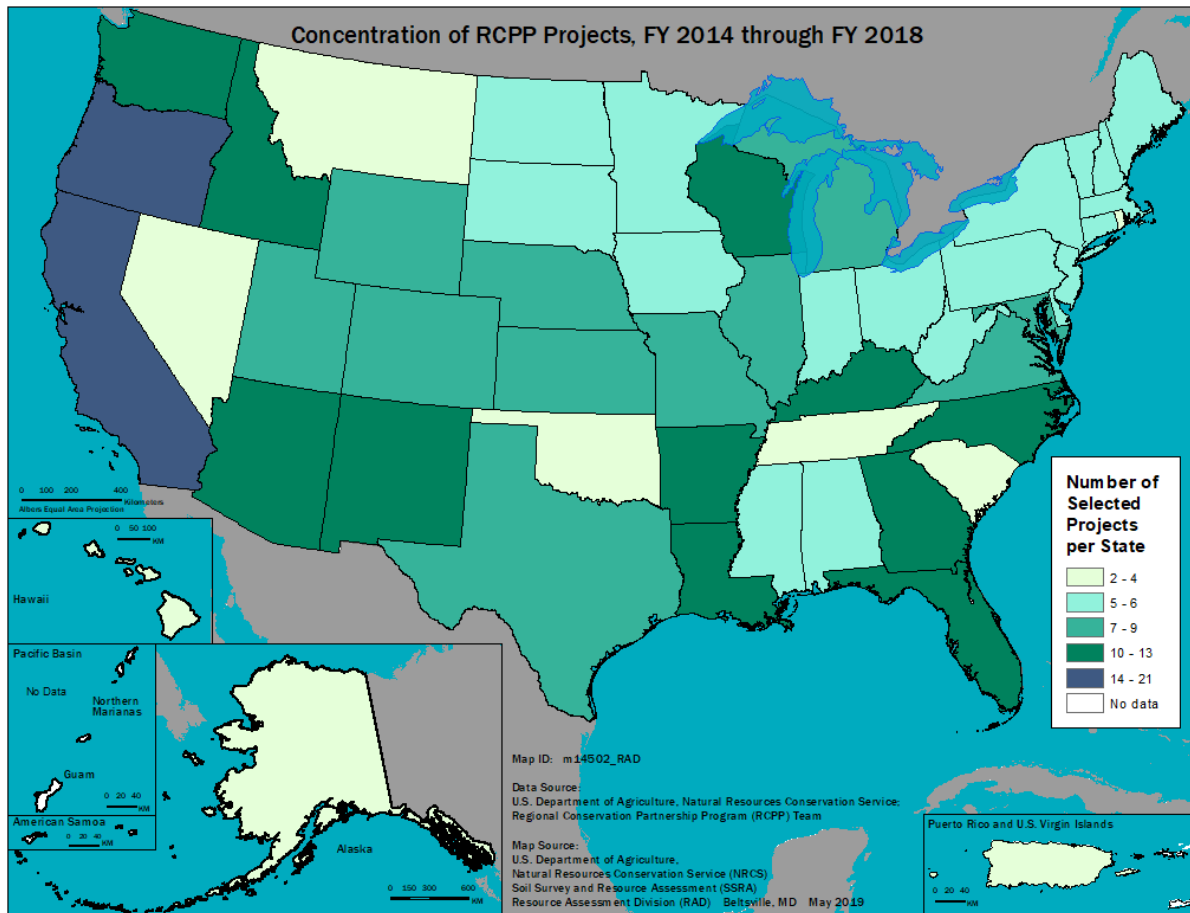 Concentration of RCPP Projects, FY 2014 through FY 2018
Number of
Selected
Projects
per State
2 - 4
5 - 6
7 - 9
10 - 13
14 - 21
No data
0 100 200 400
Kilometers
Albers Equal Area Projection
0 50 100
KM
Hawaii
Pacific Basin
No Data
Northern
Marianas
Guam
0 20 40
KM
American Samoa
0 20 40
KM
Alaska
0 150 300 600
KM
Map ID: m14502_RAD
Data Source:
U.S. Department of Agriculture, Natural Resources Conservation Service;
Regional Conservation Partnership Program (RCPP) Team
Map Source:
U.S. Department of Agriculture,
Natural Resources Conservation Service (NRCS)
Soil Survey and Resource Assessment (SSRA)
Resource Assessment Division (RAD) Beltsville, MD May 2019
Puerto Rico and U.S. Virgin Islands
0 20 40
KM